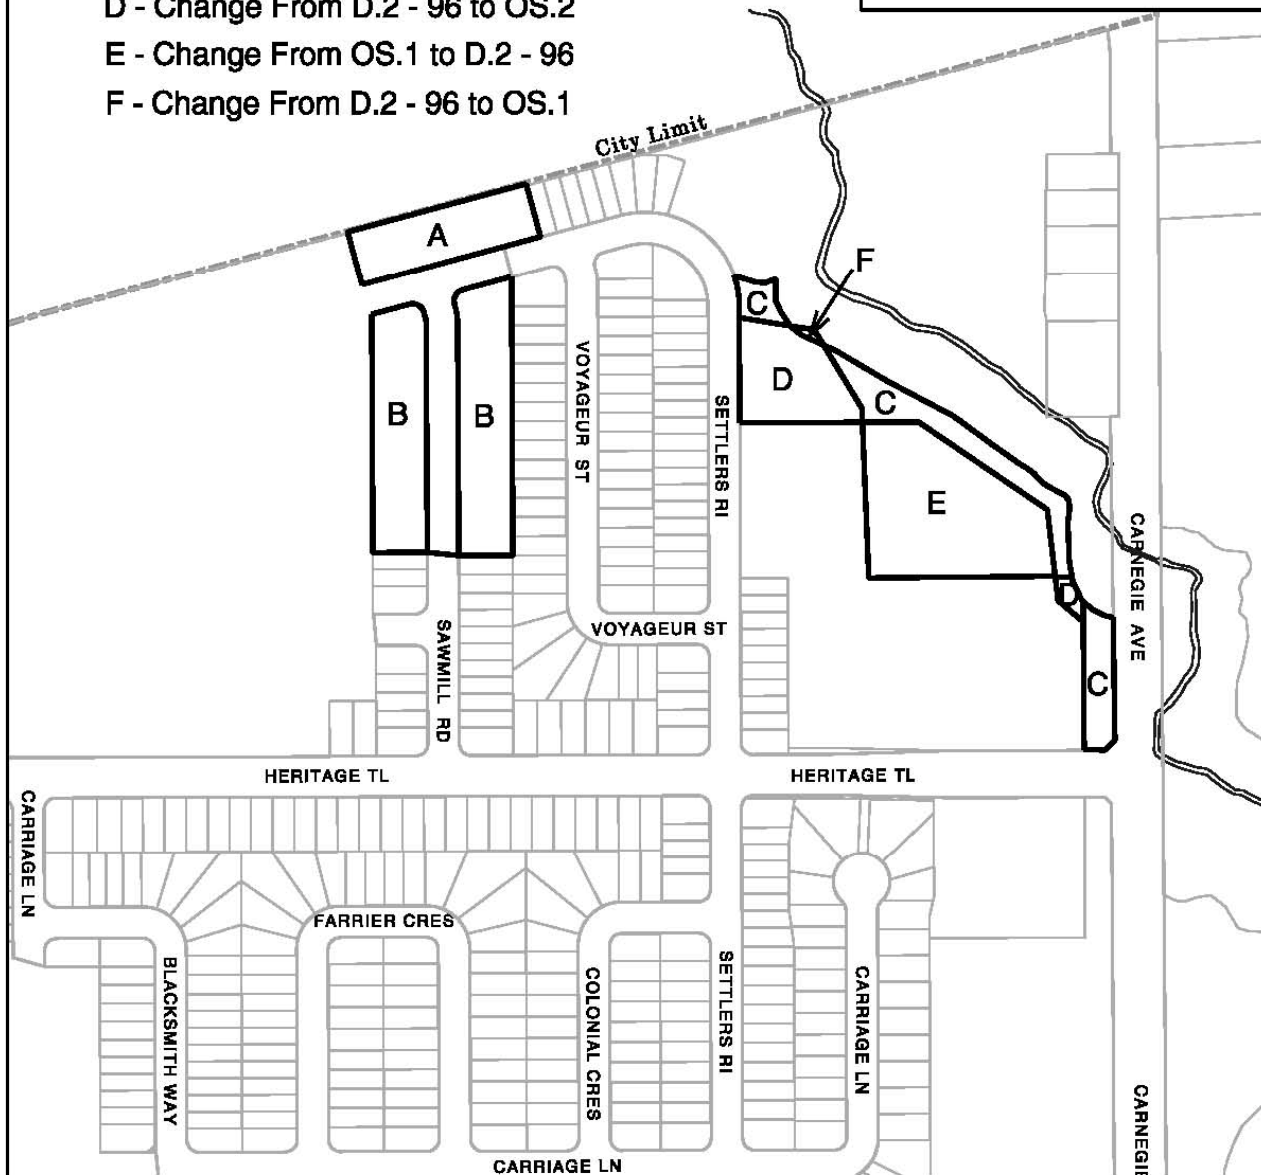 D - Change From D.2 - 96 to OS.2
E - Change From OS.1 to D.2 - 96
F - Change From D.2 - 96 to OS.1
City Limit
A
F
C
B
B
VOYAGEUR ST
SETTLERS RI
D
C
E
CARNEGIE AVE
D
C
VOYAGEUR ST
SAWMILL RD
HERITAGE TL
HERITAGE TL
CARRIAGE LN
FARRIER CRES
BLACKSMITH WAY
COLONIAL CRES
SETTLERS RI
CARRIAGE LN
CARNEGIE
CARRIAGE LN